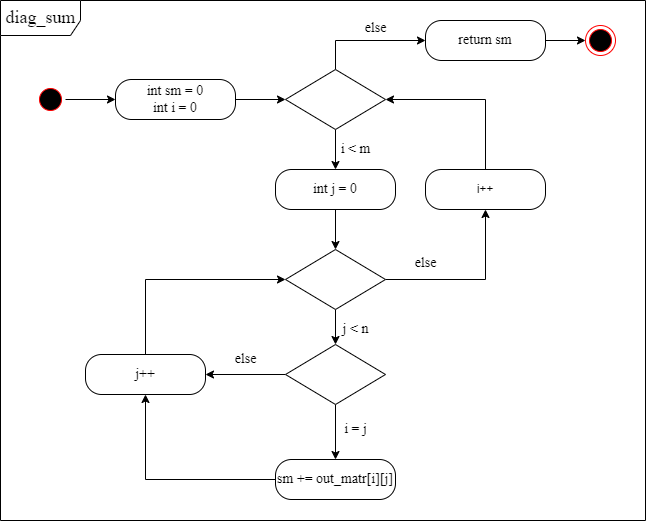 diag_sum
else
return sm
int sm = 0
int i = 0
i < m
int j = 0
i++
else
j < n
else
j++
i = j
sm += out_matr[i][j]